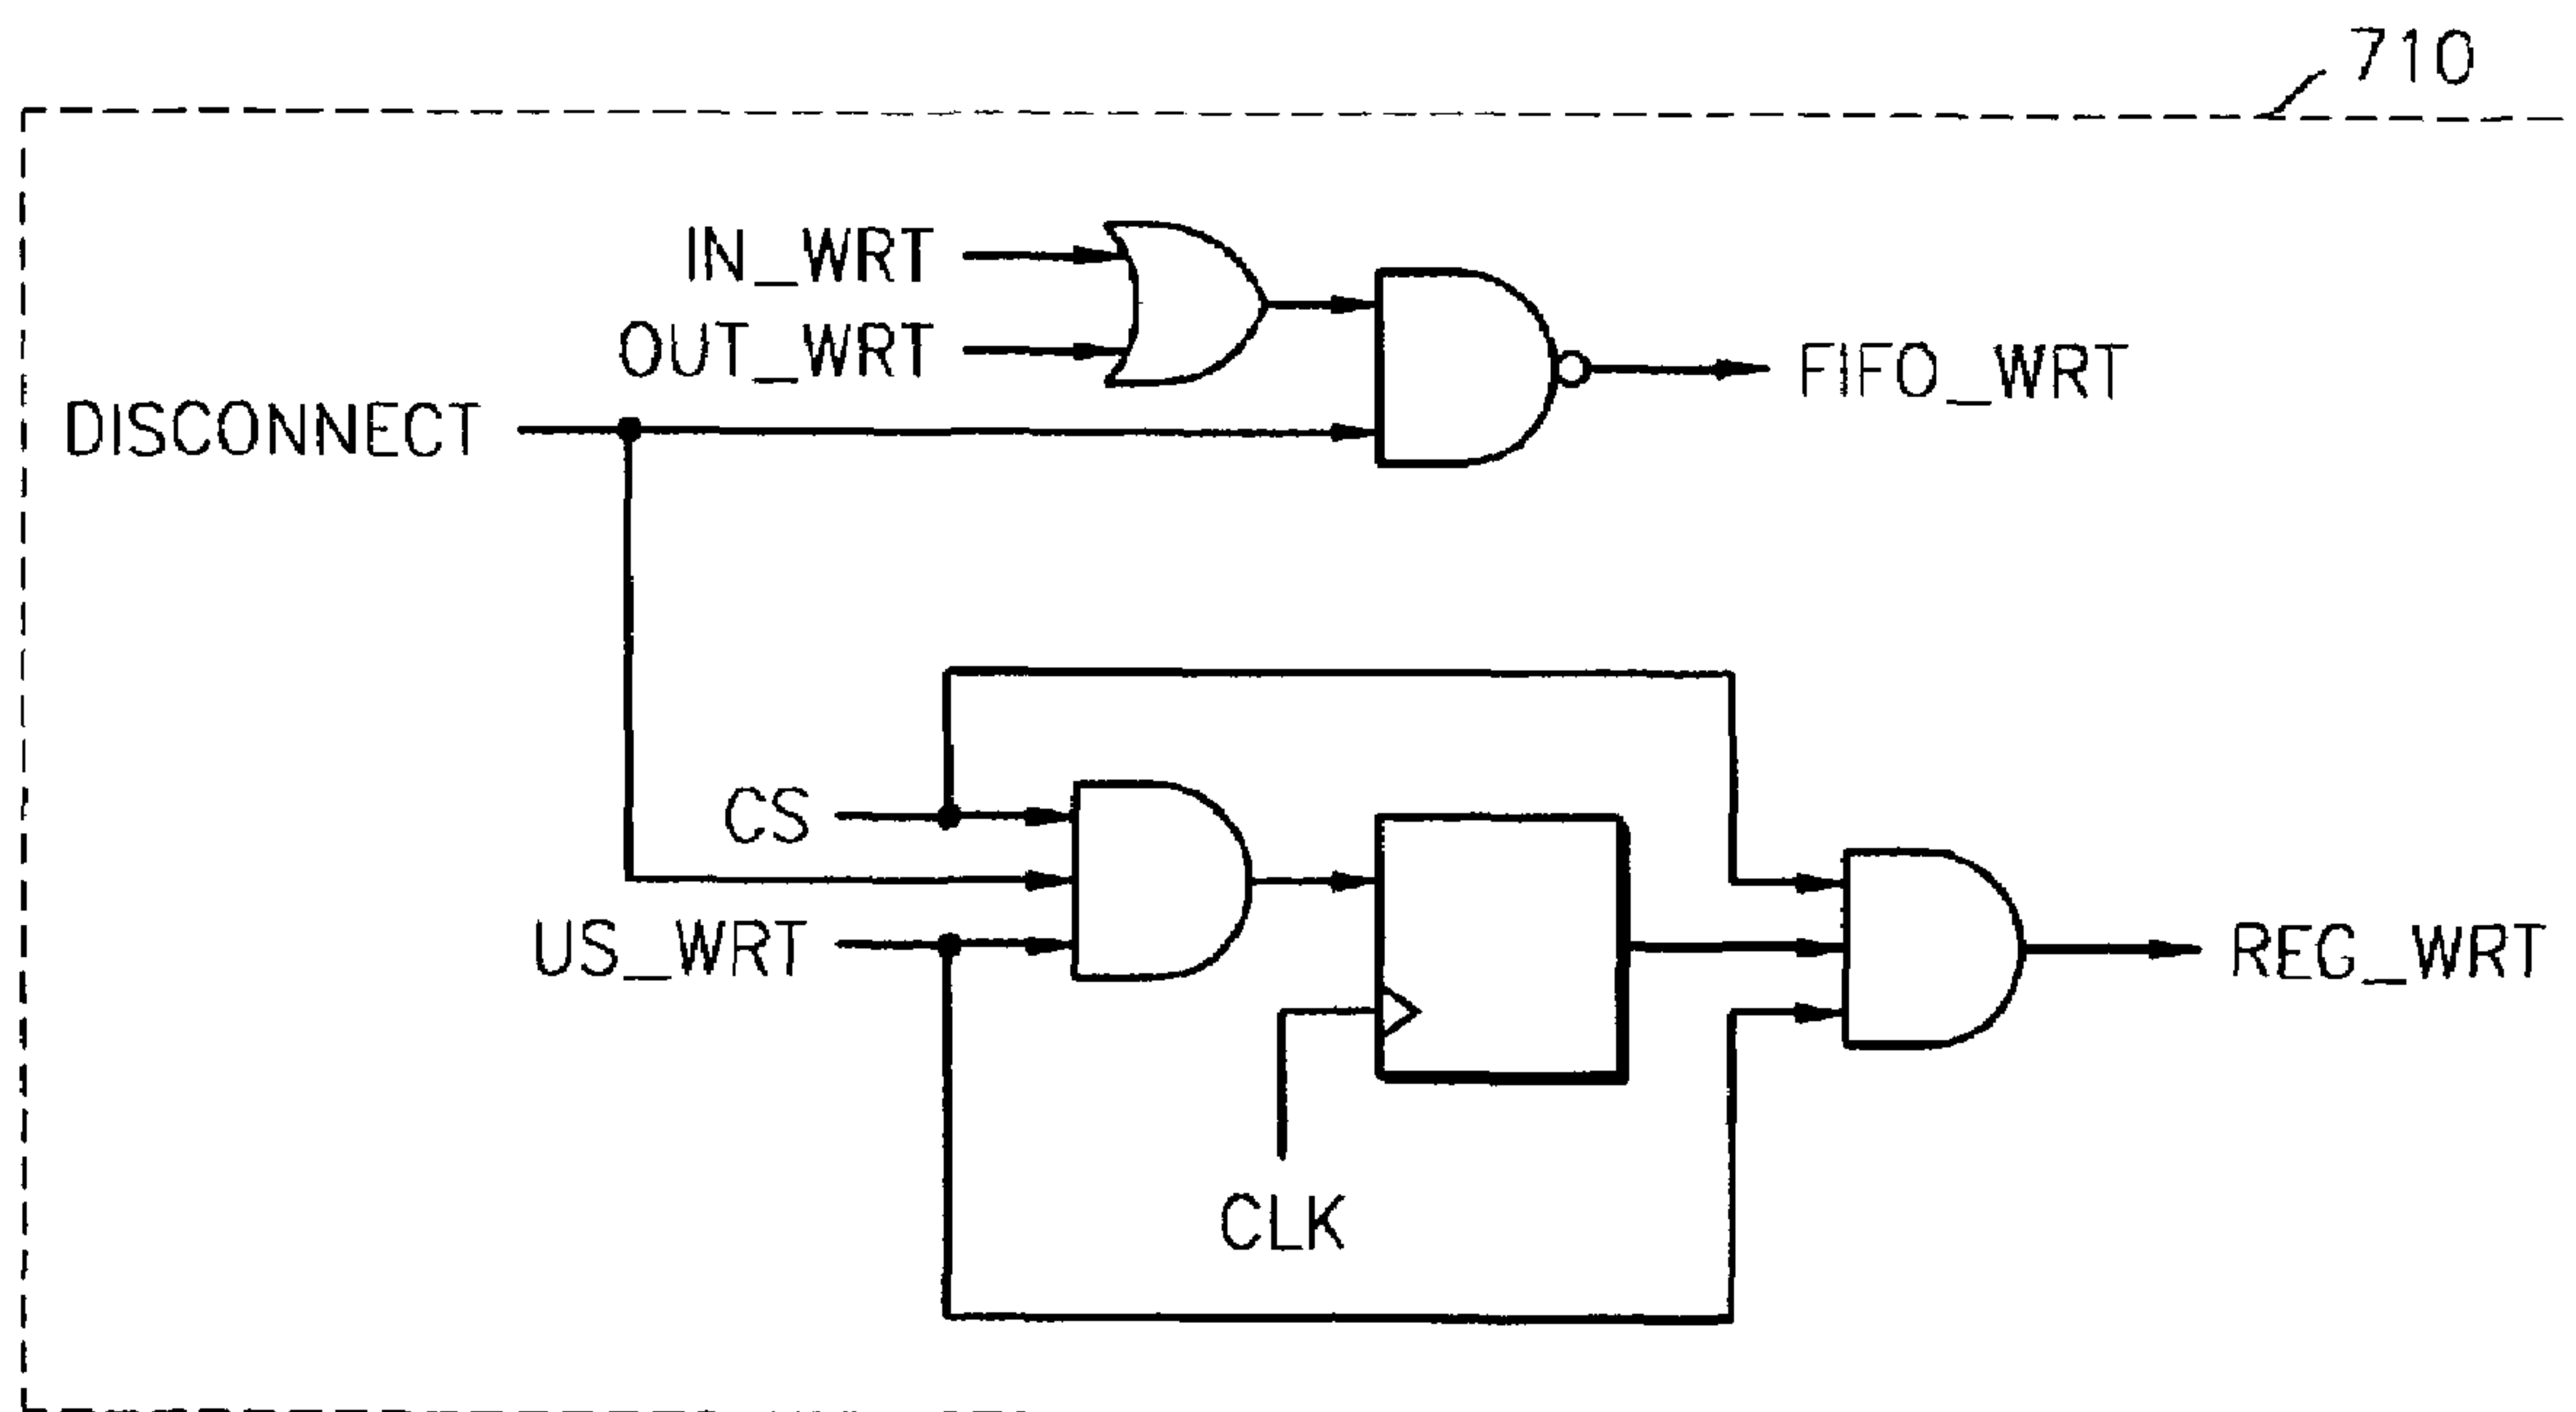 710
IN_WRT
OUT_WRT
FIFO_WRT
DISCONNECT
CS
US_WRT
REG_WRT
CLK